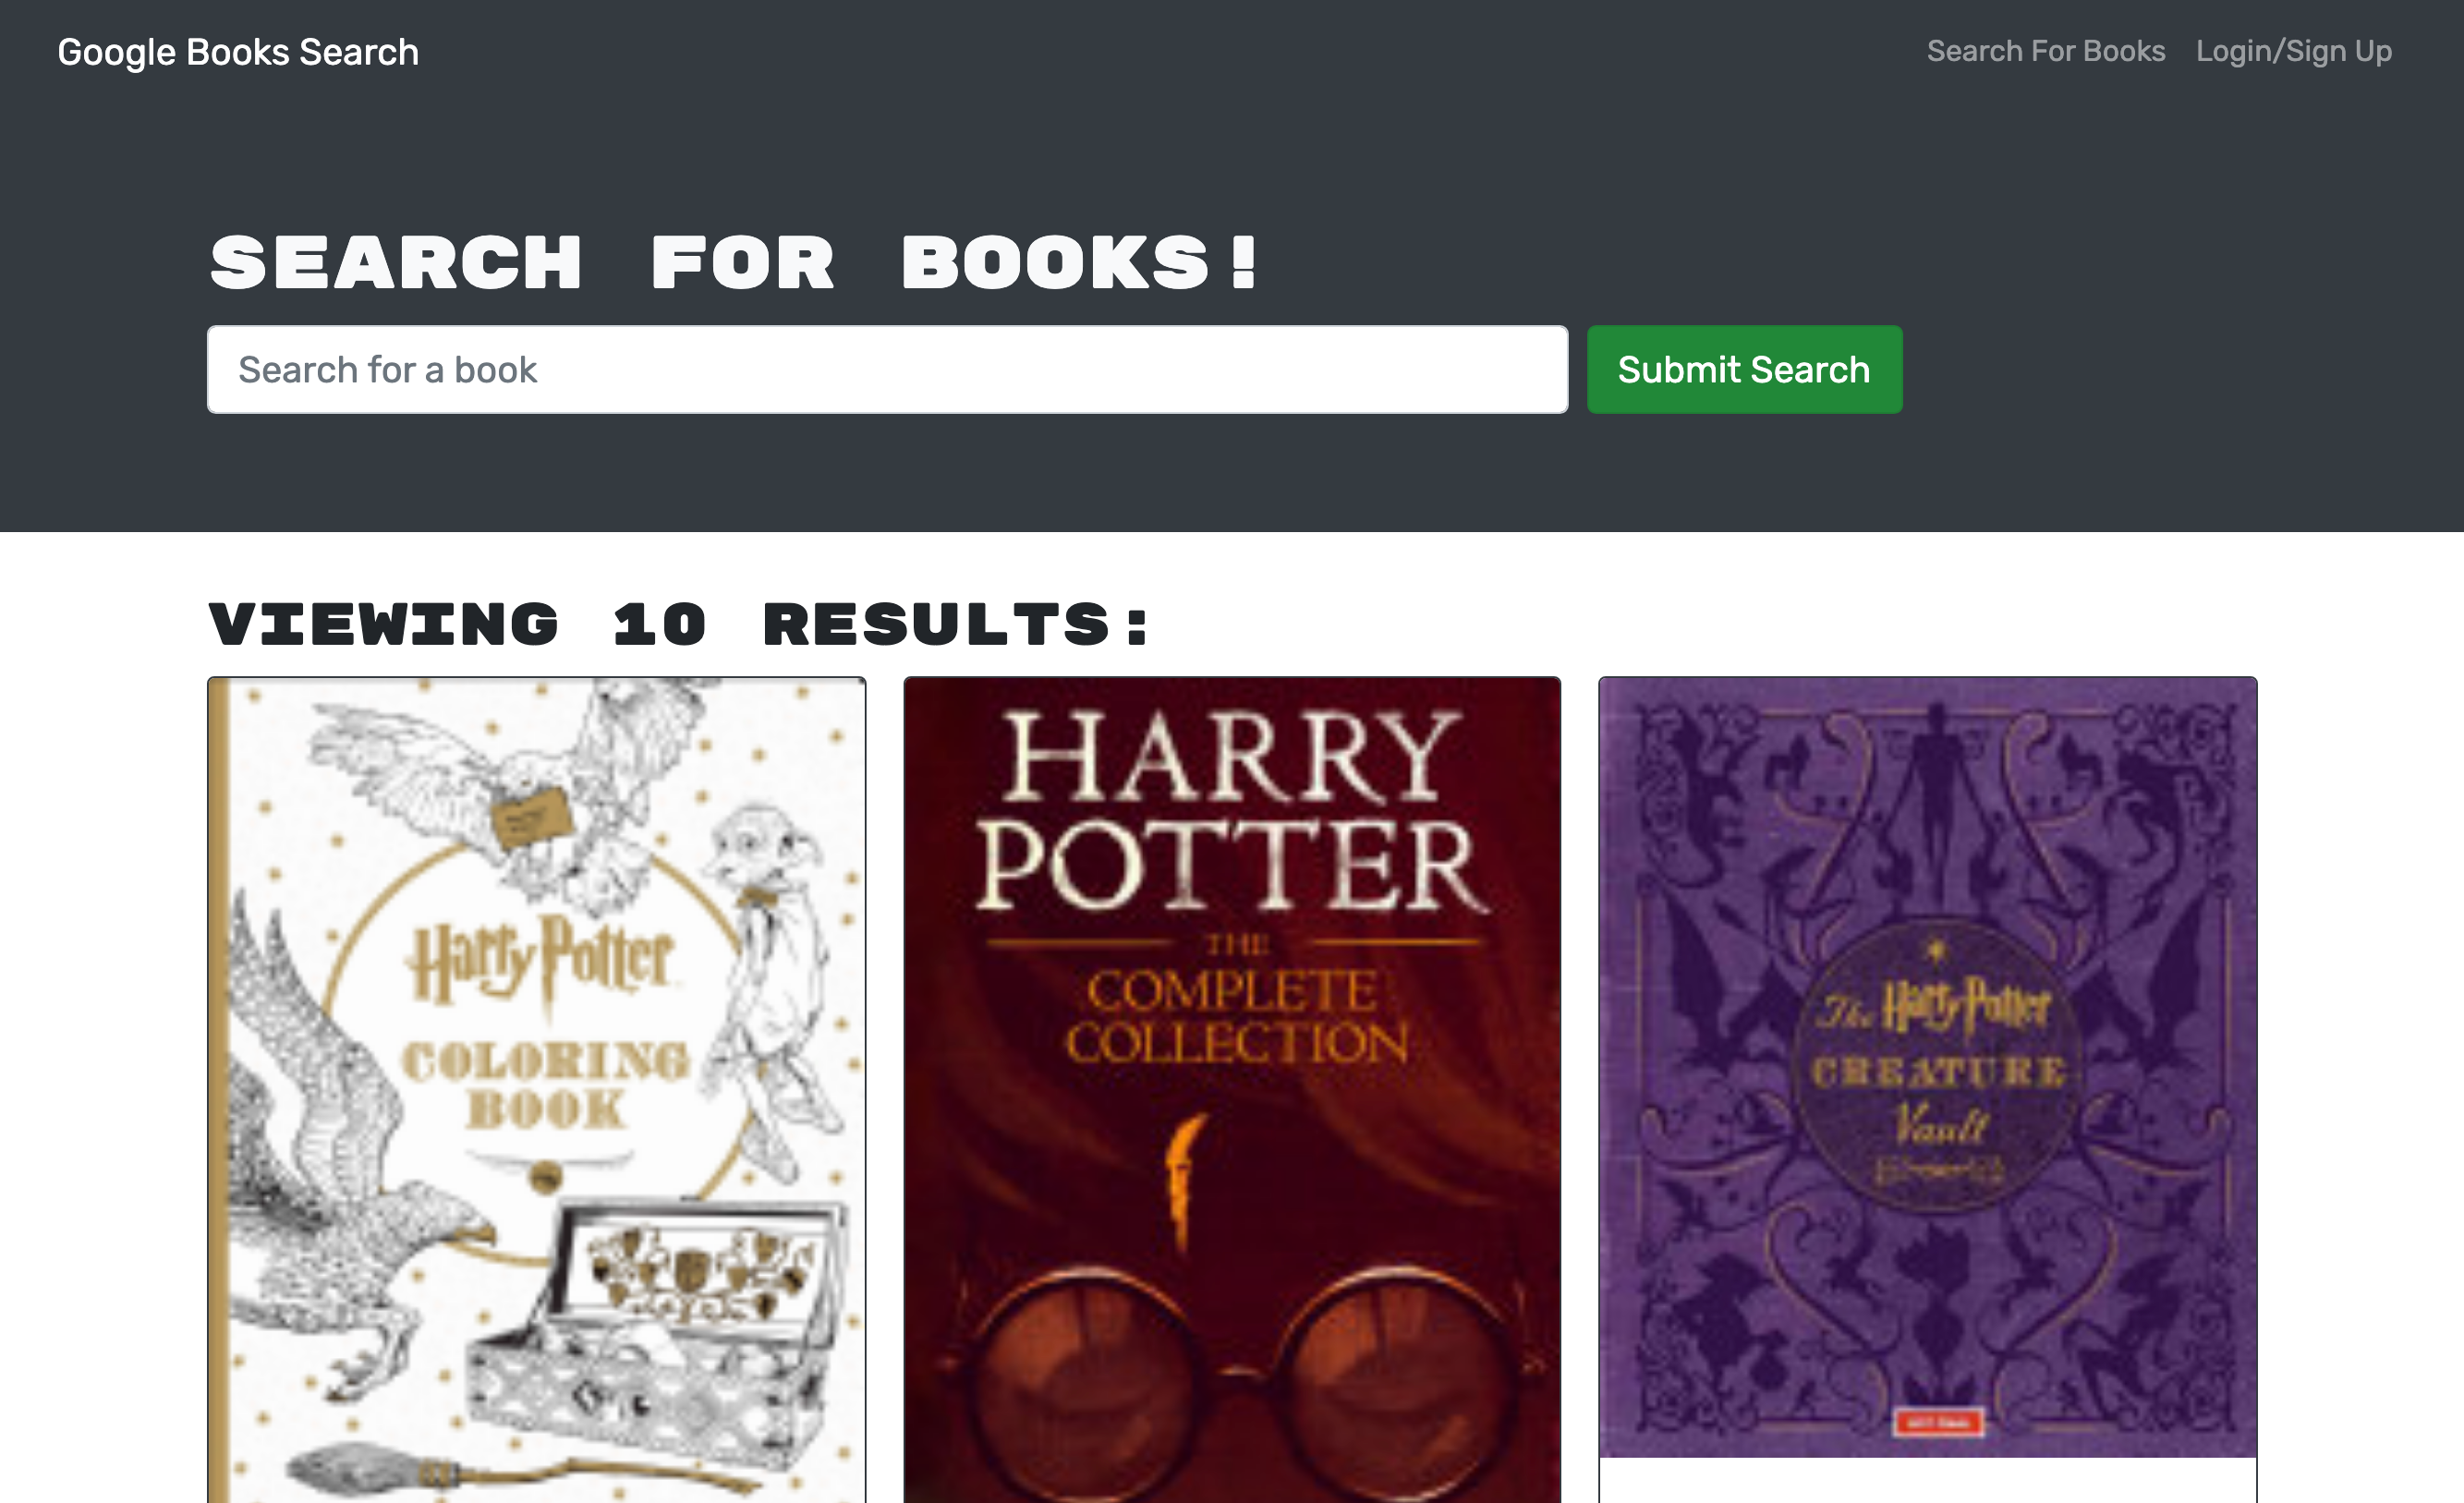 Google Books Search
Search For Books
Login/Sign Up
SEARCH FOR BOOKS!
Search for a book
Submit Search
VIEWING 10 RESULTS:
Harry Potter
COLORING
BOOK
HARRY
POTTER
THE
COMPLETE
COLLECTION
The Harry Potter
CREATURE
Vault